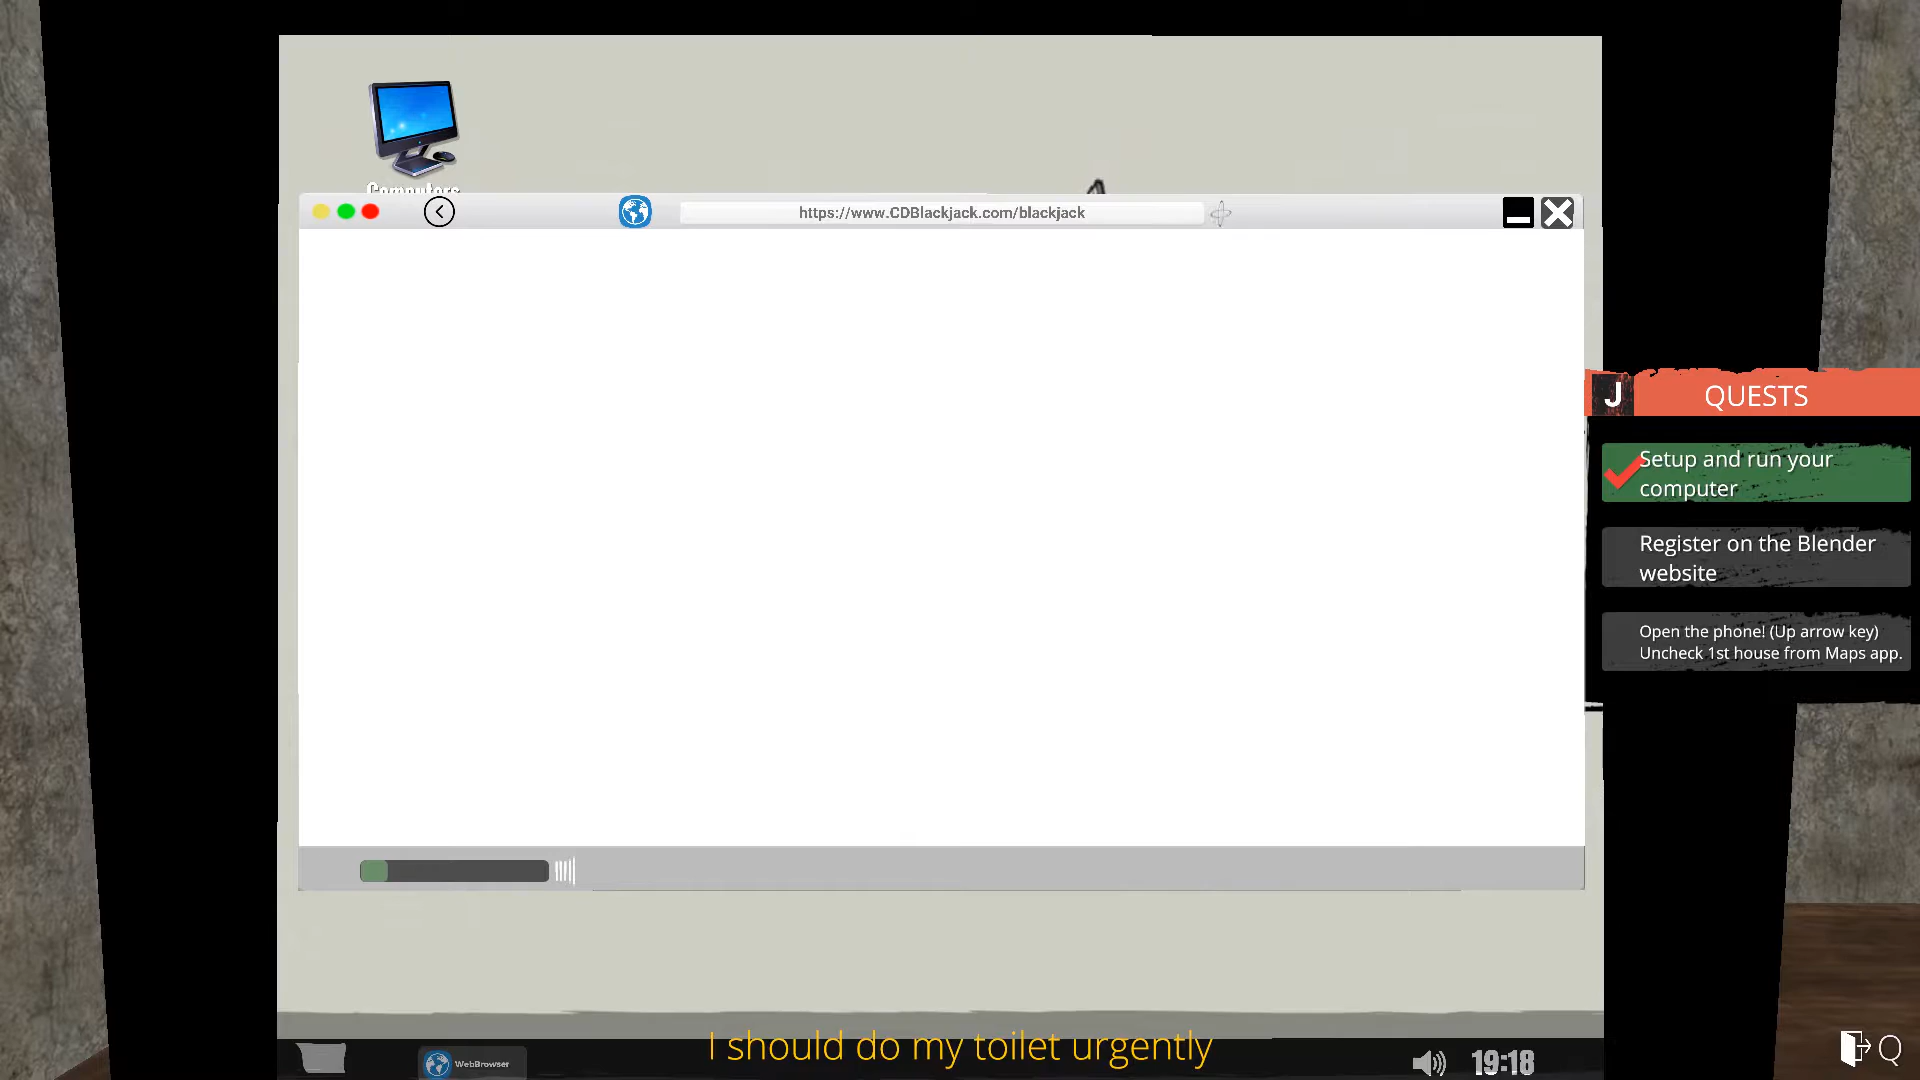 Computers
https://www.CDBlackjack.com/blackjack
J
QUESTS
Setup and run your
computer
Register on the Blender
website
Open the phone! (Up arrow key)
Uncheck 1st house from Maps app.
I should do my toilet urgently
WebBrowser
19:18
Q